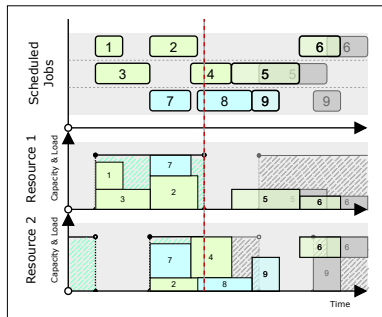 Scheduled
Jobs
1 2 6 6
3 4 5 5
7 8 9 9
Resource 1
Capacity & Load
1 7
3 2 5 5 6 6
Resource 2
Capacity & Load
7 4 6 6
2 8 9 9
Time